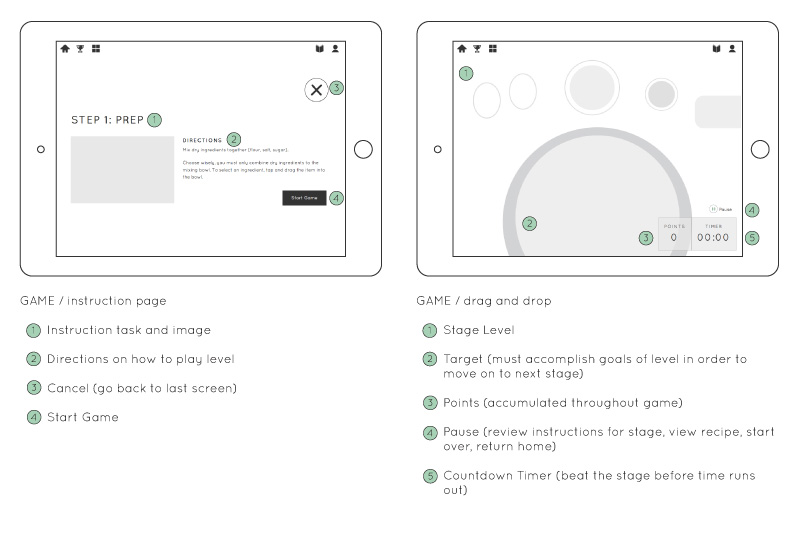 3
STEP 1: PREP 1
DIRECTIONS 2
Mix dry ingredients together (flour, salt, sugar).
Choose wisely, you must only combine dry ingredients to the
mixing bowl. To select an ingredient, tap and drag the item into
the bowl.
Start Game 4
GAME / instruction page
1 Instruction task and image
2 Directions on how to play level
3 Cancel (go back to last screen)
4 Start Game
1
2
Pause 4
3 POINTS TIMER 5
0 00:00
GAME / drag and drop
1 Stage Level
2 Target (must accomplish goals of level in order to
move on to next stage)
3 Points (accumulated throughout game)
4 Pause (review instructions for stage, view recipe, start
over, return home)
5 Countdown Timer (beat the stage before time runs
out)